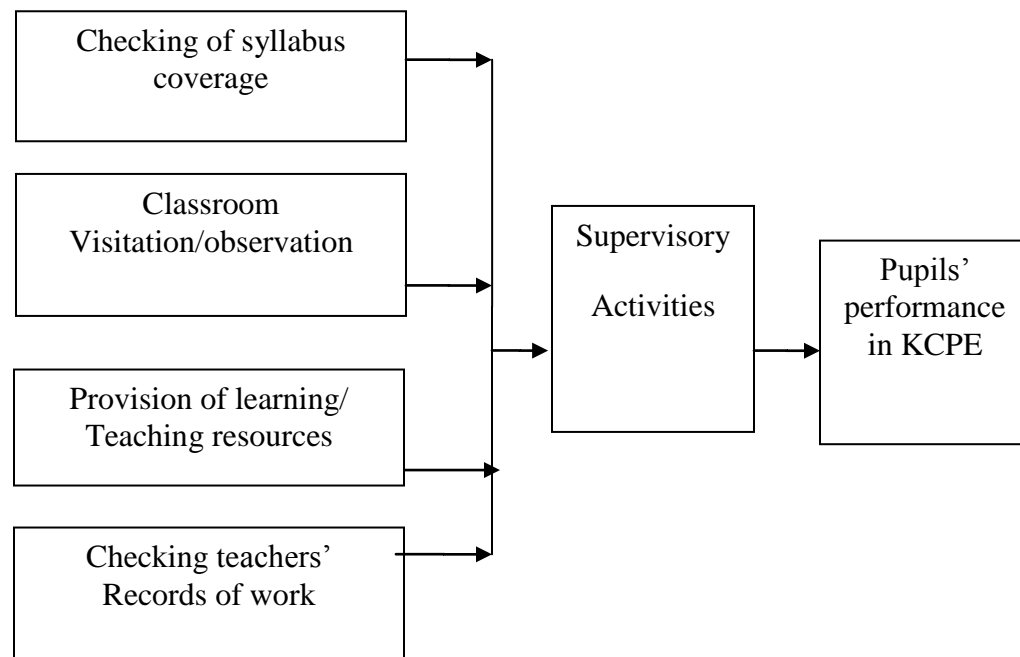 Checking of syllabus
coverage
Classroom
Visitation/observation
Provision of learning/
Teaching resources
Checking teachers’
Records of work
Supervisory
Activities
Pupils’
performance
in KCPE